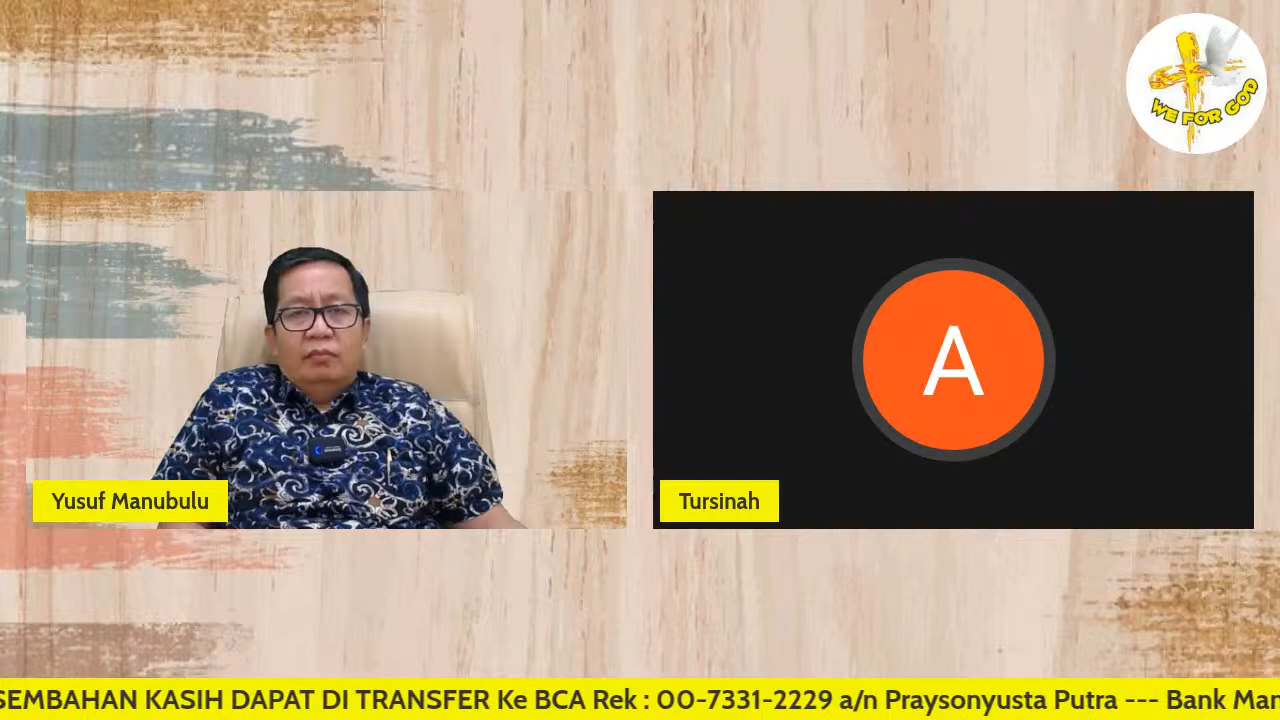 WE FOR GOD
A
Yusuf Manubulu
Tursinah
SEMBAHAN KASIH DAPAT DI TRANSFER Ke BCA Rek : 00-7331-2229 a/n Praysonyusta Putra --- Bank Man